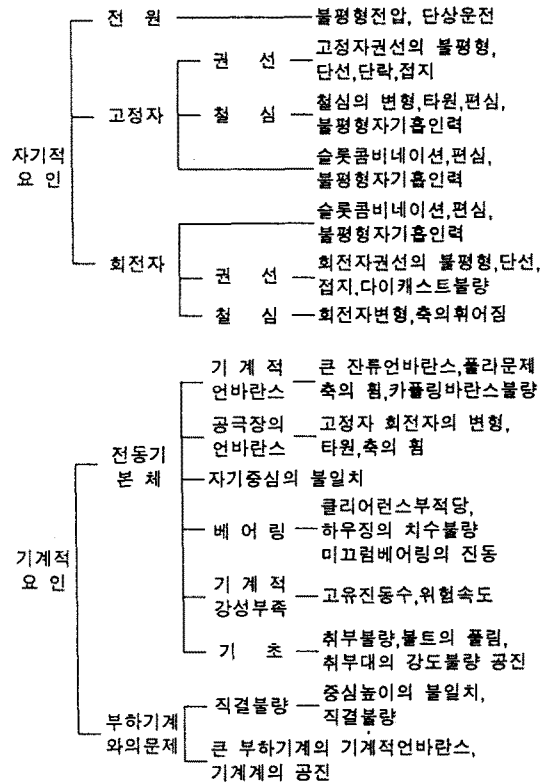 전 원 불평형전압, 단상운전
고정자
권 선 고정자권선의 불평형,
단선,단락,접지
철 심 철심의 변형,타원,편심,
불평형자기흡인력
슬롯콤비네이션,편심,
불평형자기흡인력
자기적
요 인
회전자
슬롯콤비네이션,편심,
불평형자기흡인력
권 선 회전자권선의 불평형,단선,
접지,다이캐스트불량
철 심 회전자변형,축의휘어짐
기계적
요 인
전동기
본 체
기 계 적 큰 잔류언바란스,풀라문제
언바란스 축의 휨,카플링바란스불량
공극장의 고정자 회전자의 변형,
언바란스 타원,축의 휨
자기중심의 불일치
베 어 링 클리어런스부적당,
하우징의 치수불량
미끄럼베어링의 진동
기 계 적
강성부족 고유진동수,위험속도
기 초 취부불량,볼트의 풀림,
취부대의 강도불량 공진
부하기계
와의문제
직결불량 중심높이의 불일치,
직결불량
큰 부하기계의 기계적언바란스,
기계계의 공진